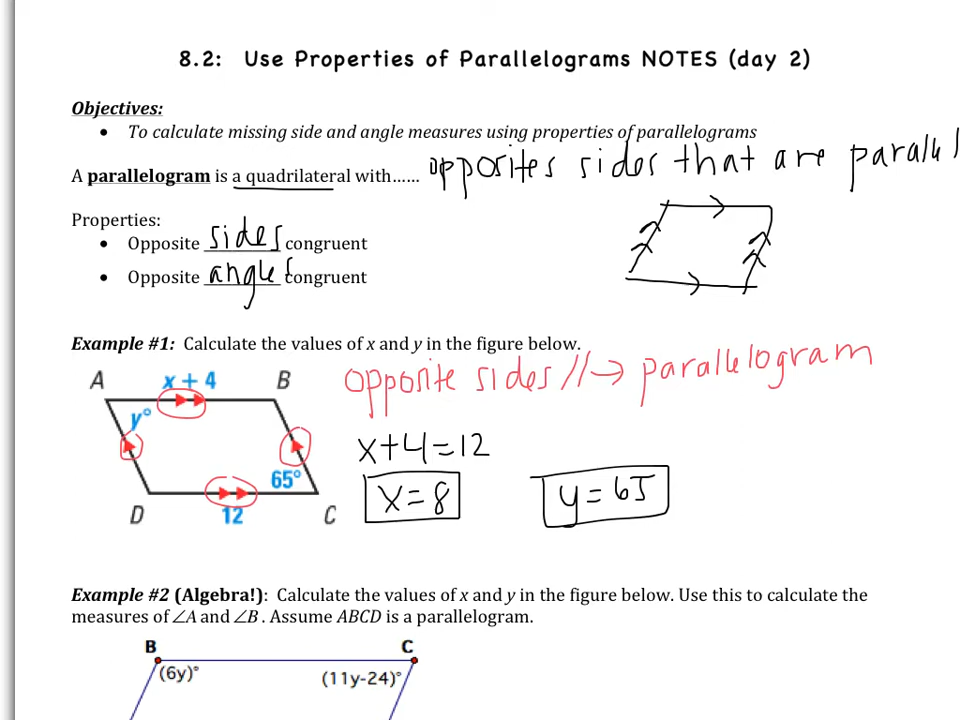 8.2: Use Properties of Parallelograms NOTES (day 2)
Objectives:
• To calculate missing side and angle measures using properties of parallelograms
A parallelogram is a quadrilateral with...... opposites sides that are parallel
Properties:
• Opposite sides congruent
• Opposite angles congruent
Example #1: Calculate the values of x and y in the figure below.
opposite sides // → parallelogram
A x + 4 B
y°
x+4=12
65°
x=8
y=65
D 12 C
Example #2 (Algebra!): Calculate the values of x and y in the figure below. Use this to calculate the
measures of ∠A and ∠B. Assume ABCD is a parallelogram.
B C
(6y)° (11y-24)°